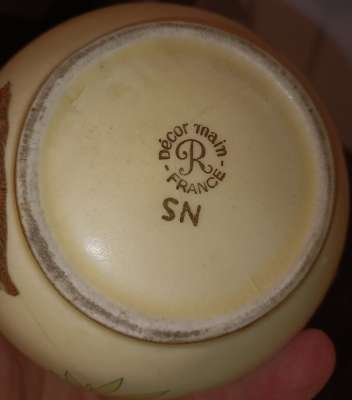 Décor main
R
- FRANCE -
SN